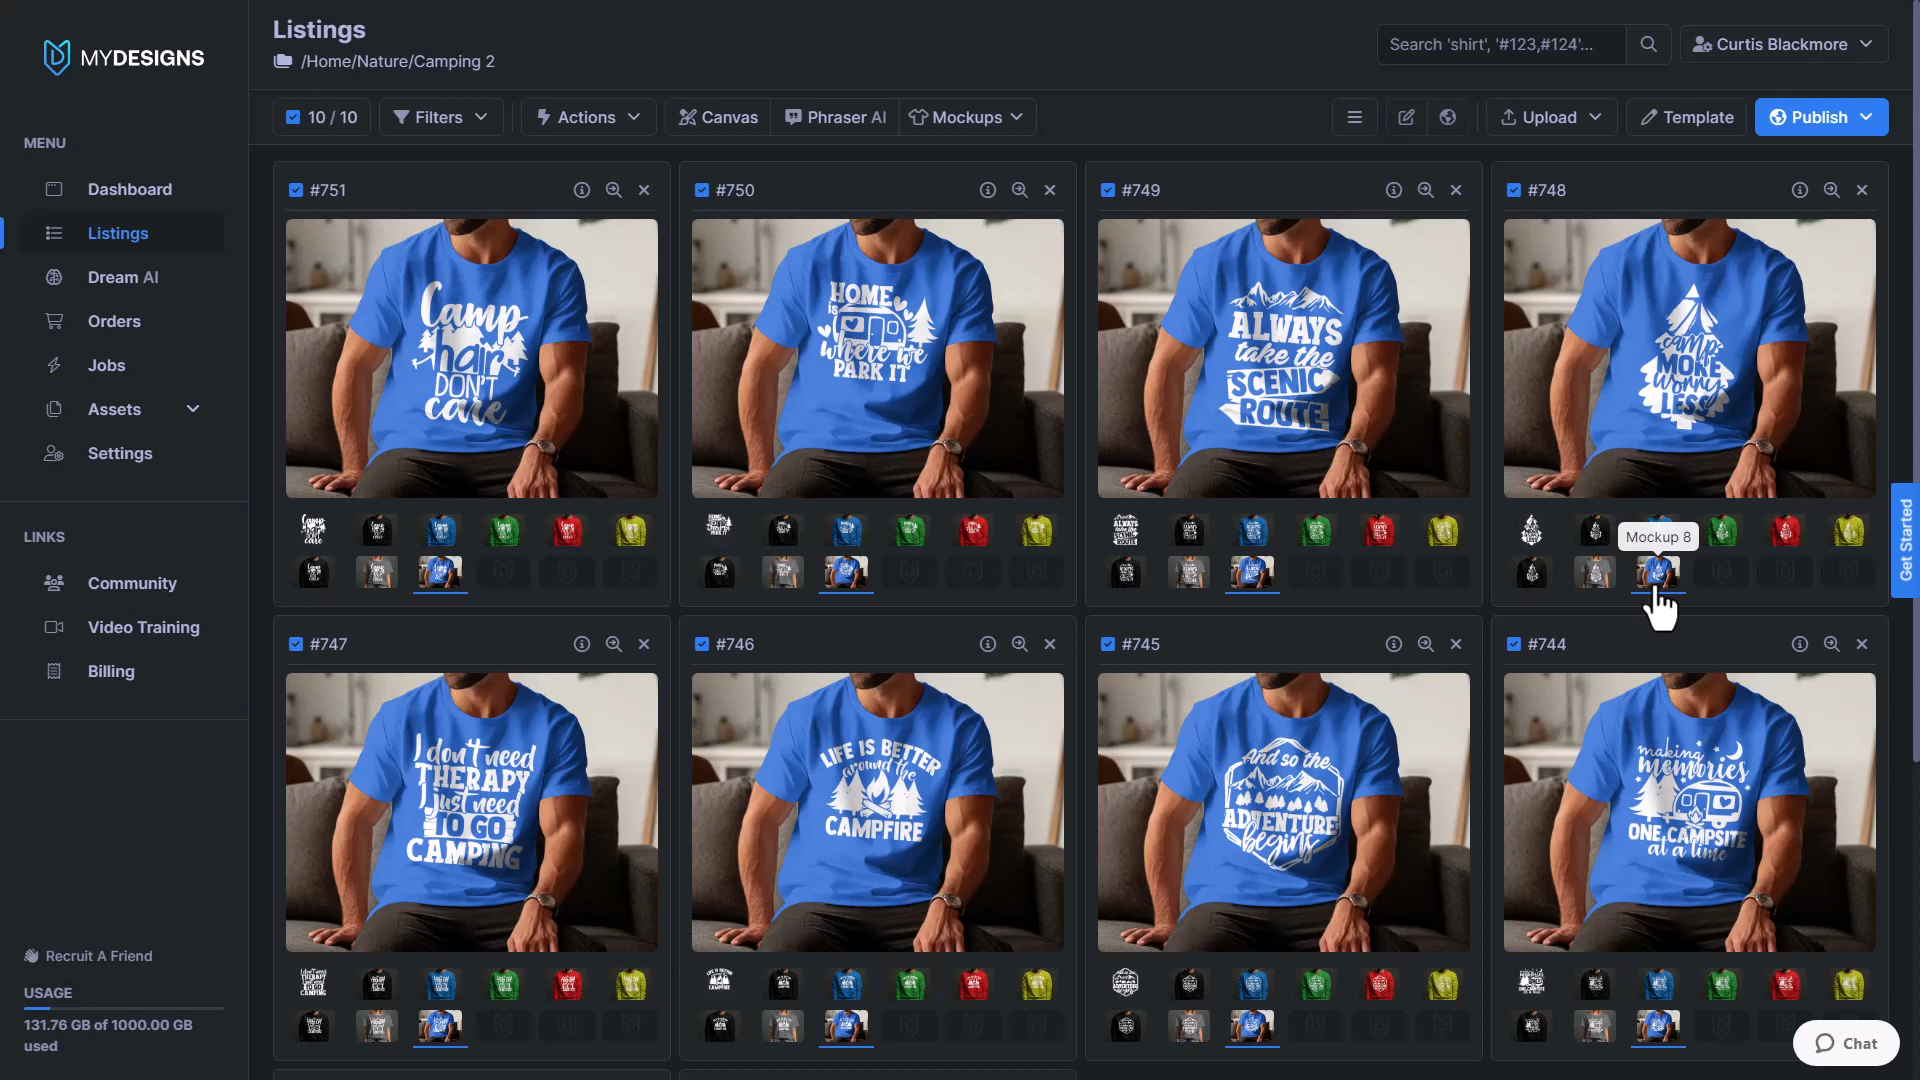 MYDESIGNS
Listings
/Home/Nature/Camping 2
Search 'shirt', '#123,#124'...
Curtis Blackmore
10 / 10
Filters
Actions
Canvas
Phraser AI
Mockups
Upload
Template
Publish
MENU
Dashboard
Listings
Dream AI
Orders
Jobs
Assets
Settings
LINKS
Community
Video Training
Billing
Recruit A Friend
USAGE
131.76 GB of 1000.00 GB
used
#751
Camp
hair
DON'T
care
#750
HOME
is
where we
PARK IT
#749
ALWAYS
take the
SCENIC
ROUTE
#748
camp
MORE
worry
LESS
Mockup 8
Get Started
#747
I don't need
THERAPY
I just need
TO GO
CAMPING
#746
LIFE IS BETTER
around the
CAMPFIRE
#745
And so the
ADVENTURE
begins
#744
making
memories
ONE CAMPSITE
at a time
Chat